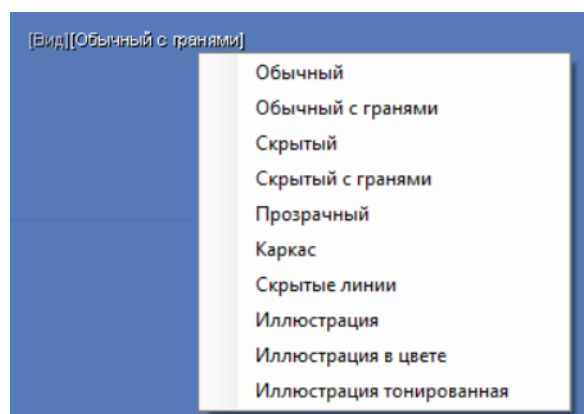 [Вид][Обычный с гранями]
Обычный
Обычный с гранями
Скрытый
Скрытый с гранями
Прозрачный
Каркас
Скрытые линии
Иллюстрация
Иллюстрация в цвете
Иллюстрация тонированная